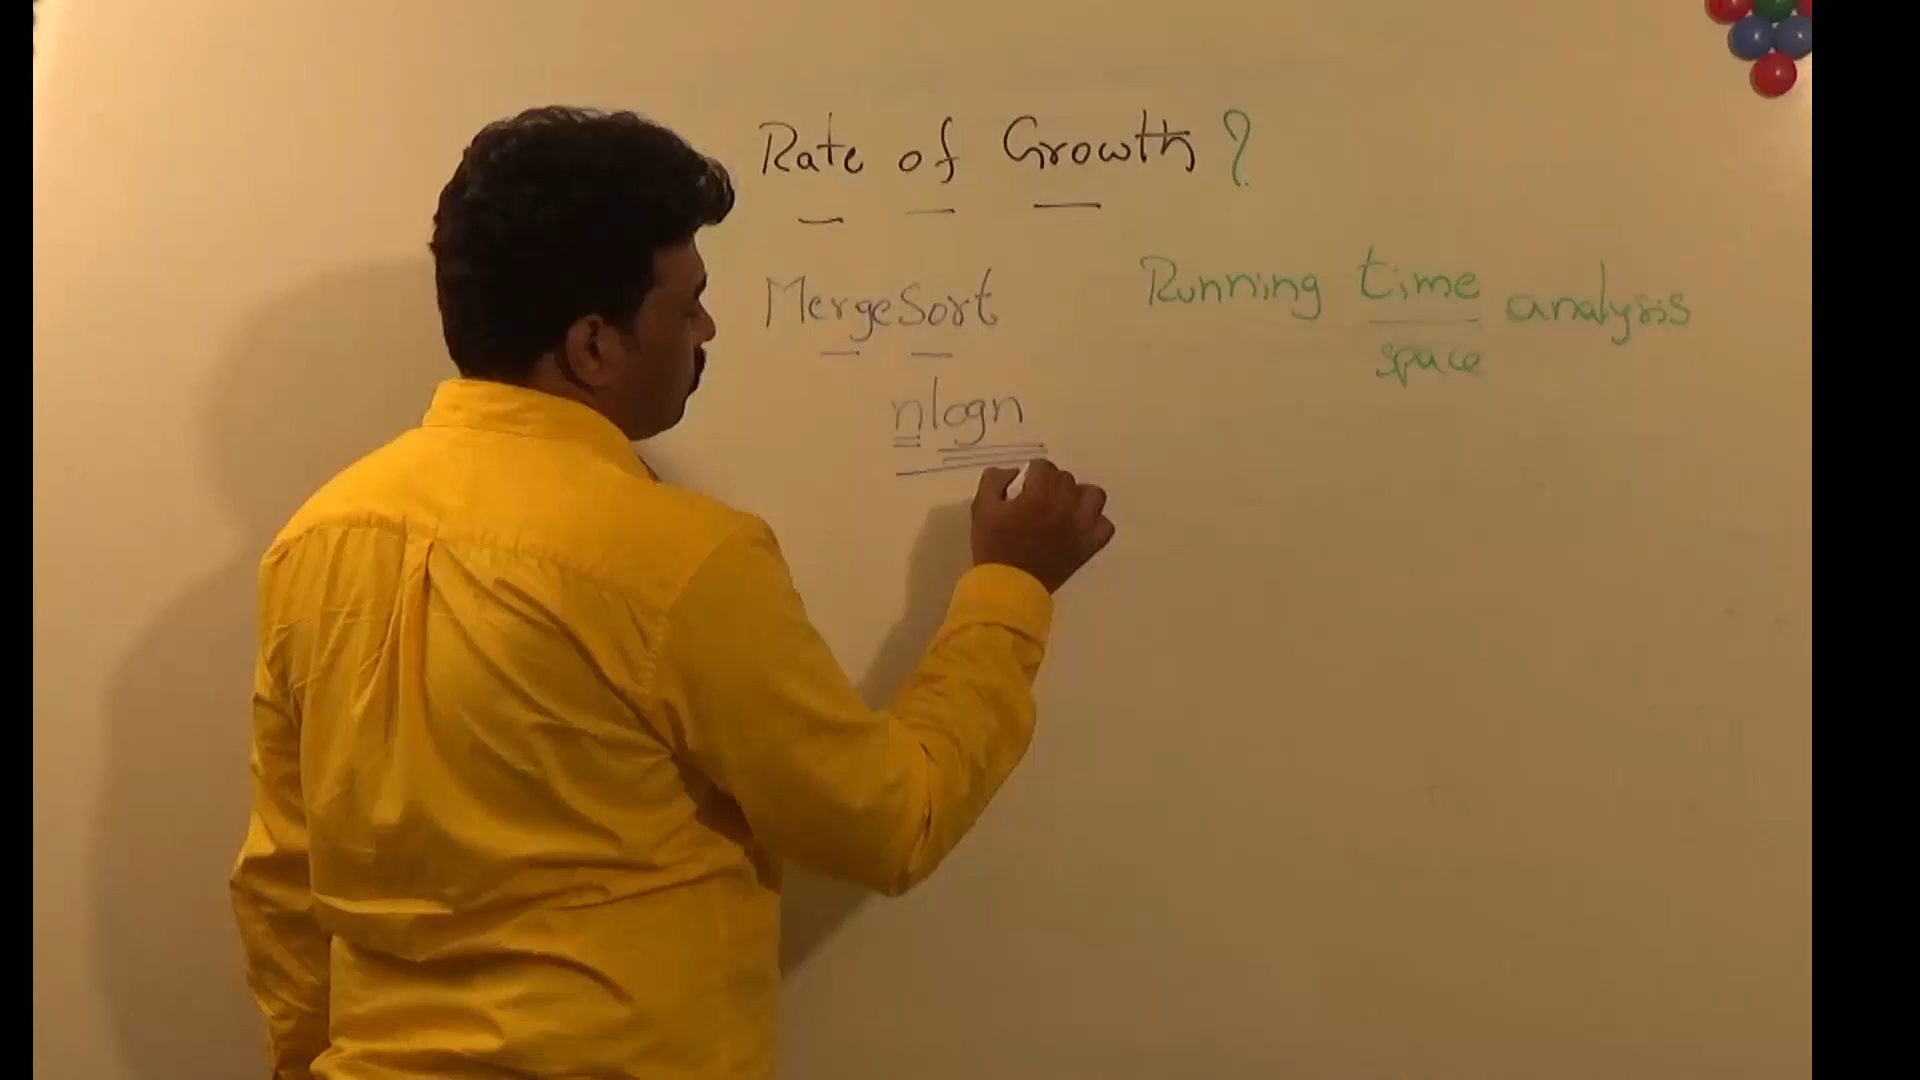 Rate of Growth?
MergeSort
nlogn
Running time analysis
space